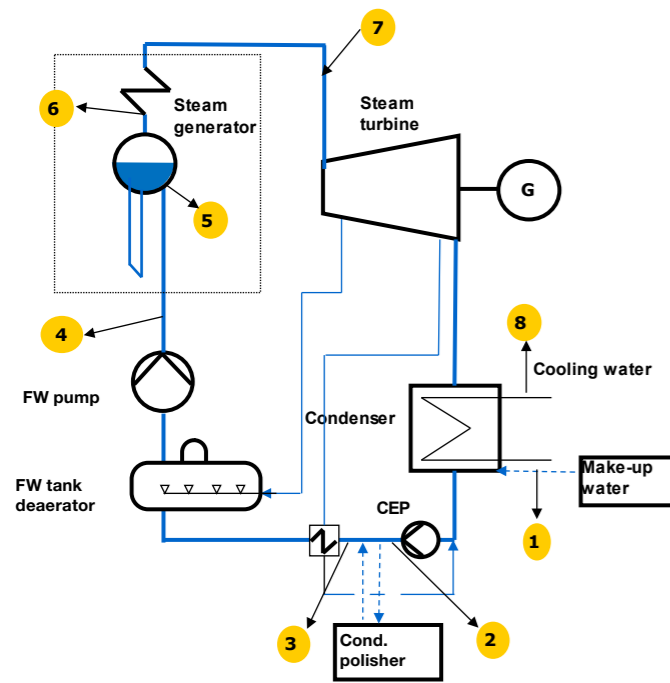 7
6
Steam
generator
Steam
turbine
G
5
4
8
FW pump
Cooling water
Condenser
FW tank
deaerator
CEP
Make-up
water
1
3
2
Cond.
polisher